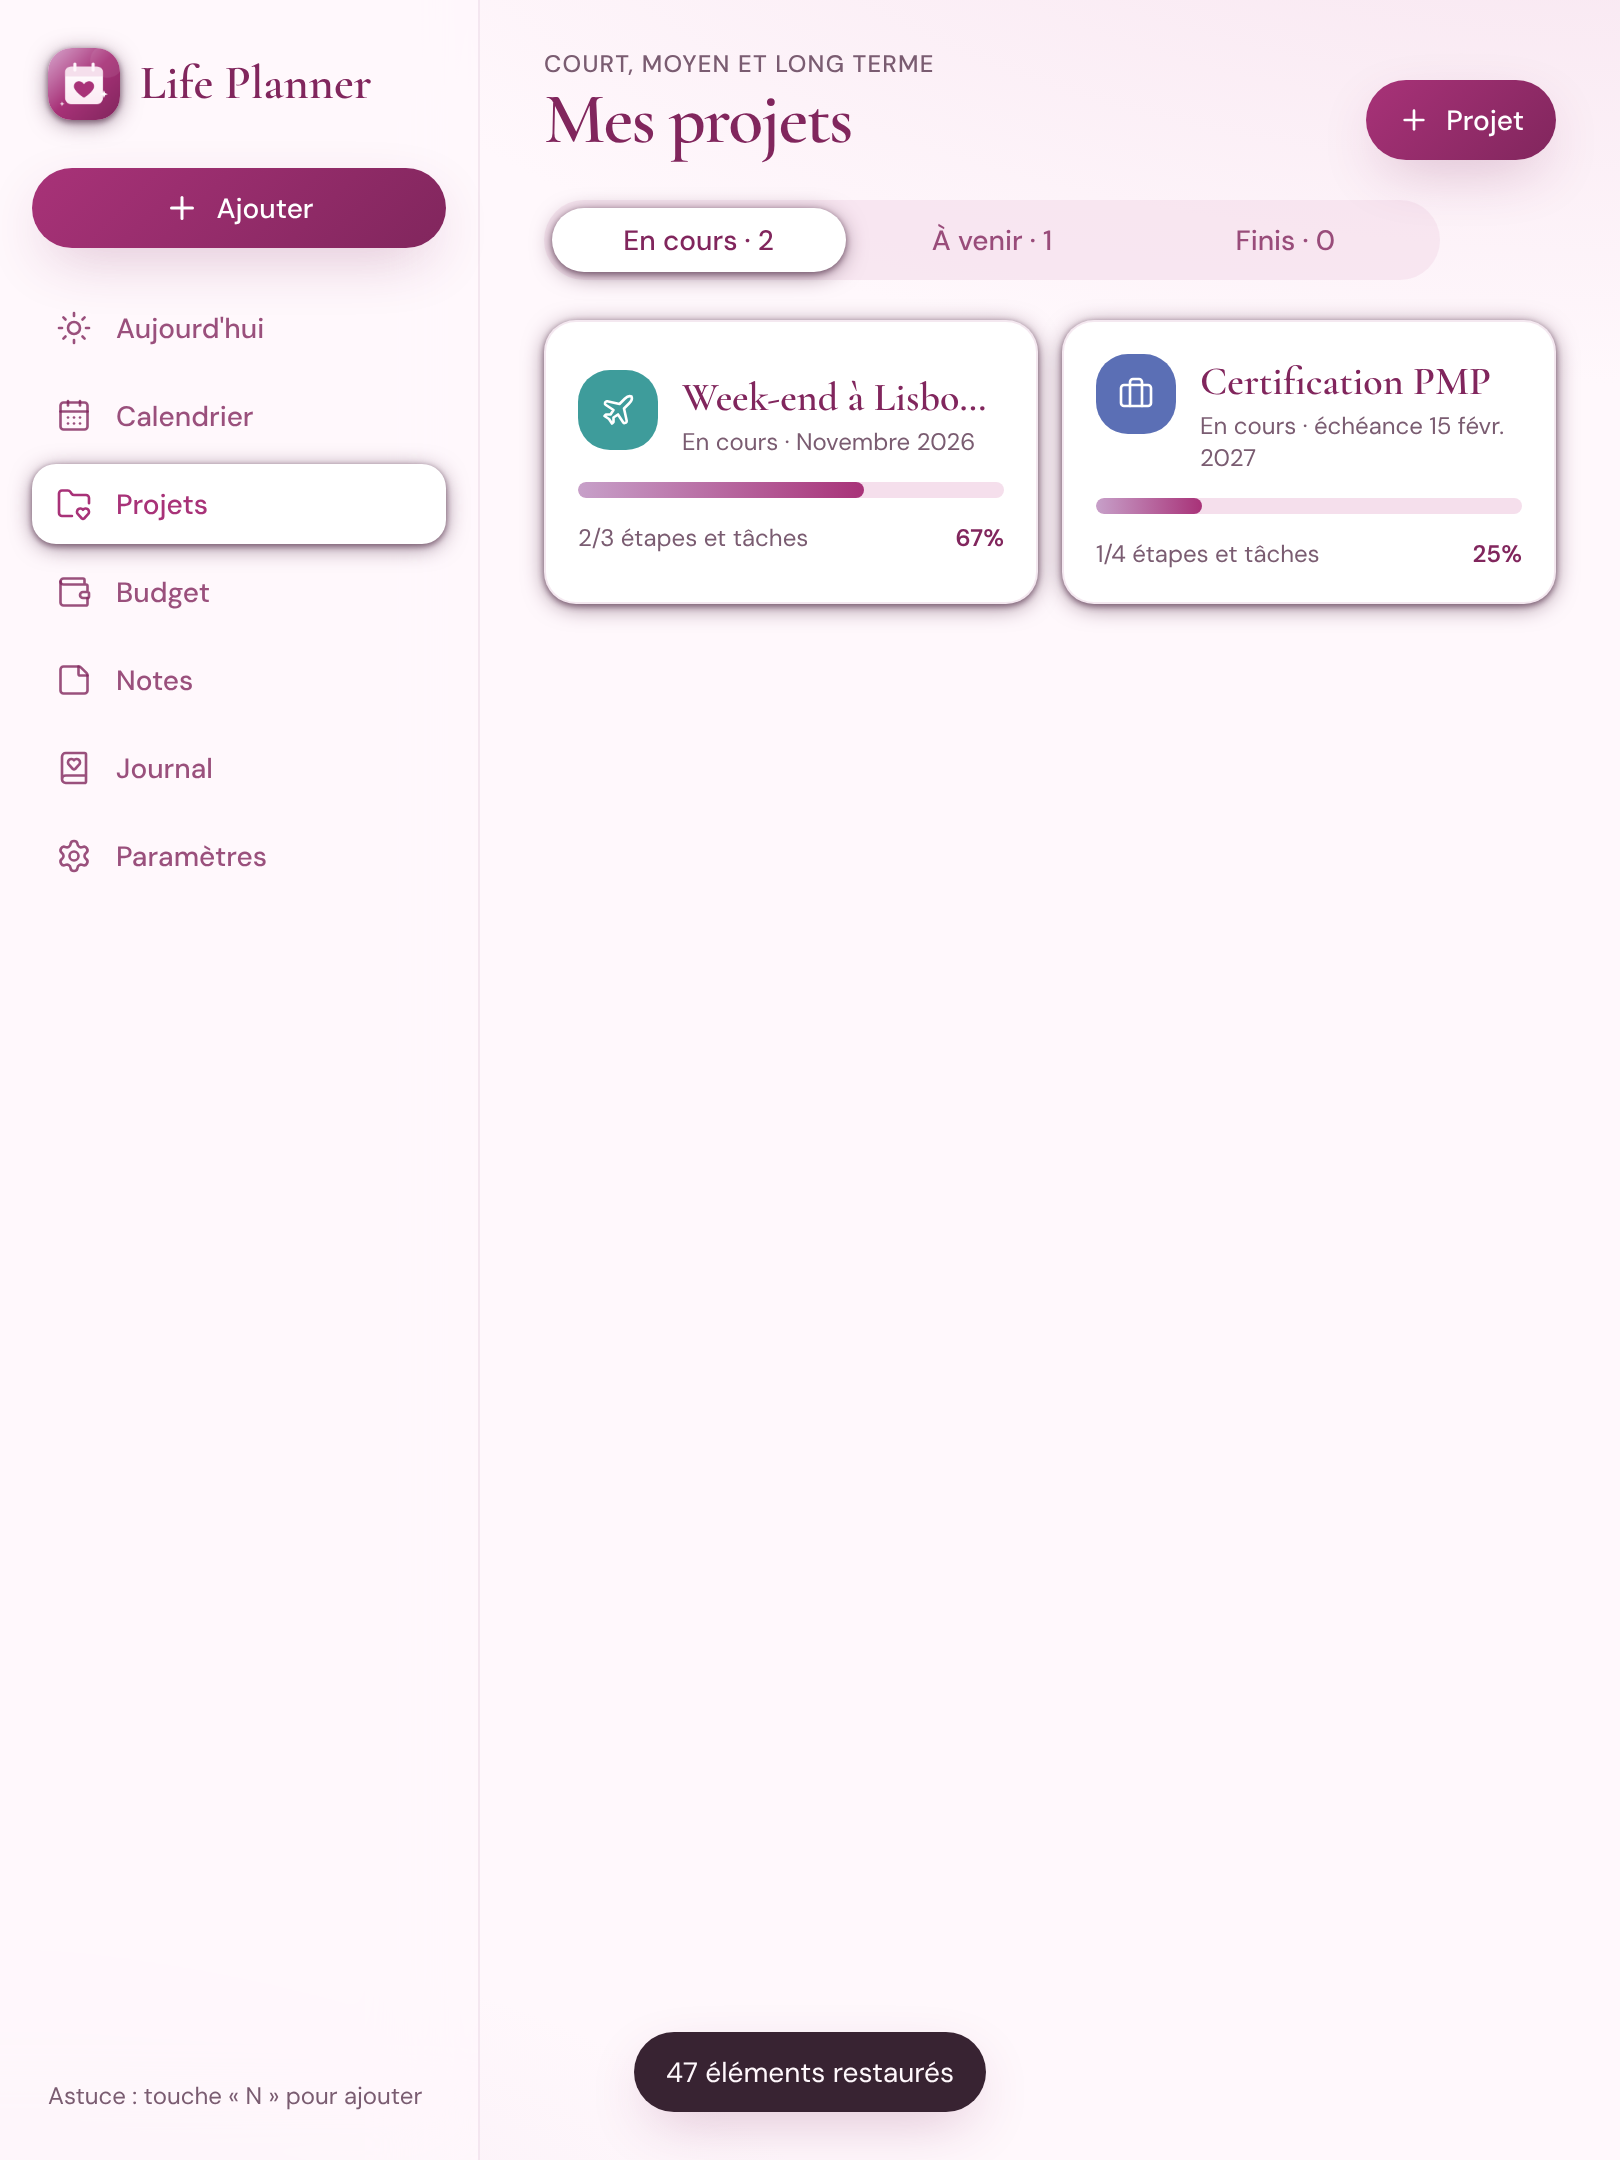 Life Planner
Ajouter
Aujourd'hui
Calendrier
Projets
Budget
Notes
Journal
Paramètres
Astuce : touche « N » pour ajouter
COURT, MOYEN ET LONG TERME
Mes projets
Projet
En cours · 2
À venir · 1
Finis · 0
Week-end à Lisbo...
En cours · Novembre 2026
2/3 étapes et tâches
67%
Certification PMP
En cours · échéance 15 févr.
2027
1/4 étapes et tâches
25%
47 éléments restaurés